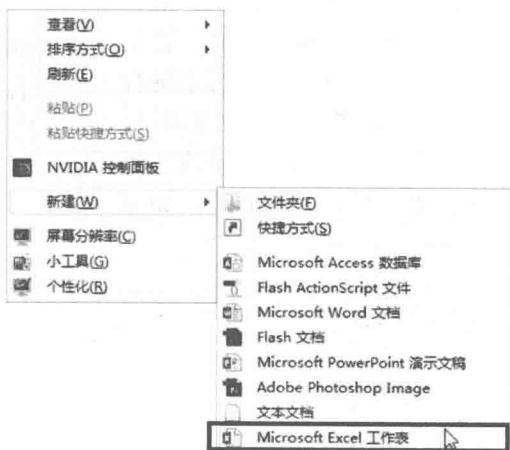 查看(V)
排序方式(O)
刷新(E)
粘贴(P)
粘贴快捷方式(S)
NVIDIA 控制面板
新建(W)
屏幕分辨率(C)
小工具(G)
个性化(R)
文件夹(F)
快捷方式(S)
Microsoft Access 数据库
Flash ActionScript 文件
Microsoft Word 文档
Flash 文档
Microsoft PowerPoint 演示文稿
Adobe Photoshop Image
文本文档
Microsoft Excel 工作表